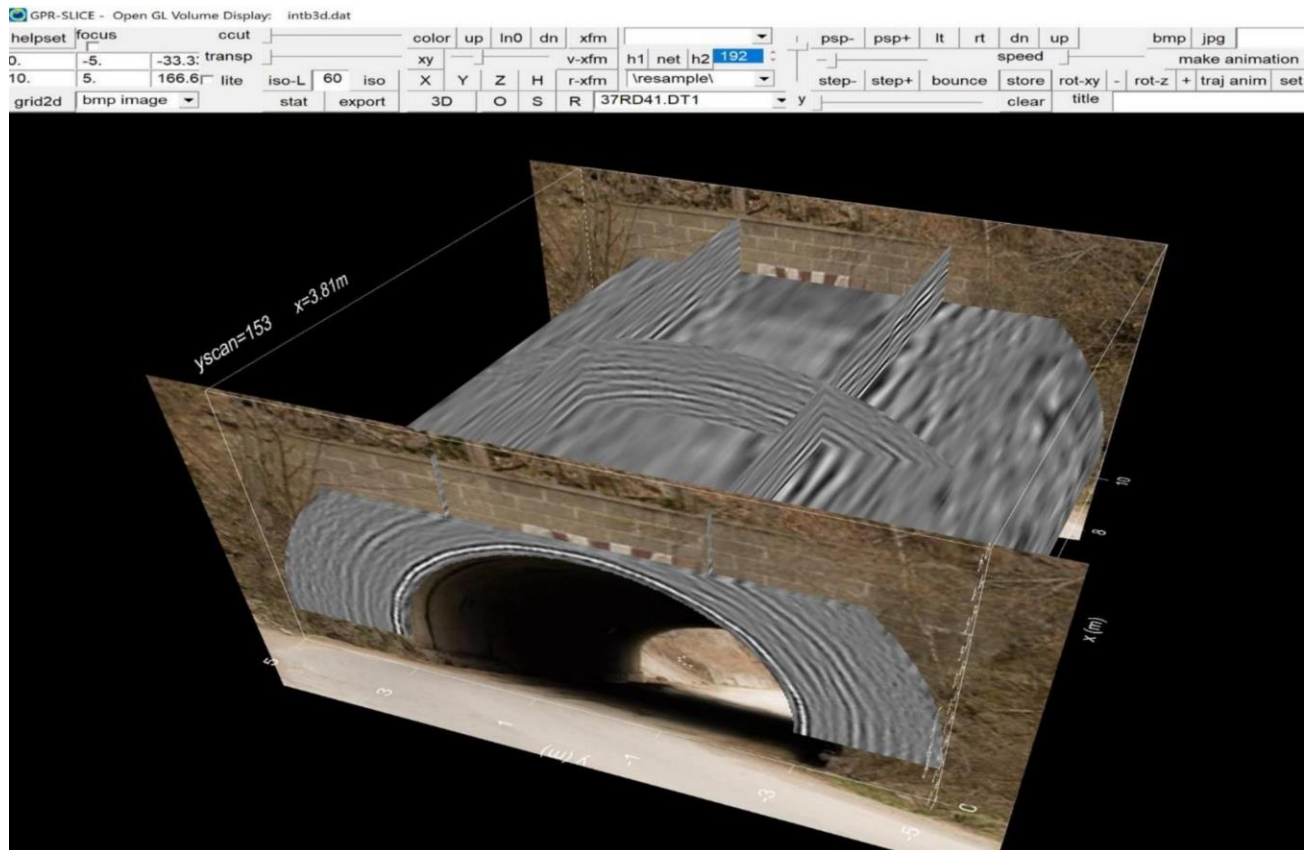 GPR-SLICE - Open GL Volume Display: intb3d.dat
helpset focus ccut color up ln0 dn xfm psp- psp+ lt rt dn up bmp jpg
0. -5. -33.3 transp xy v-xfm h1 net h2 192 speed make animation
10. 5. 166.6 lite iso-L 60 iso X Y Z H r-xfm \resample\ step- step+ bounce store rot-xy - rot-z + traj anim set
grid2d bmp image stat export 3D O S R 37RD41.DT1 y clear title
yscan=153 x=3.81m
10
8
x (m)
5
3
1
Y (m)
-1
-3
-5
0